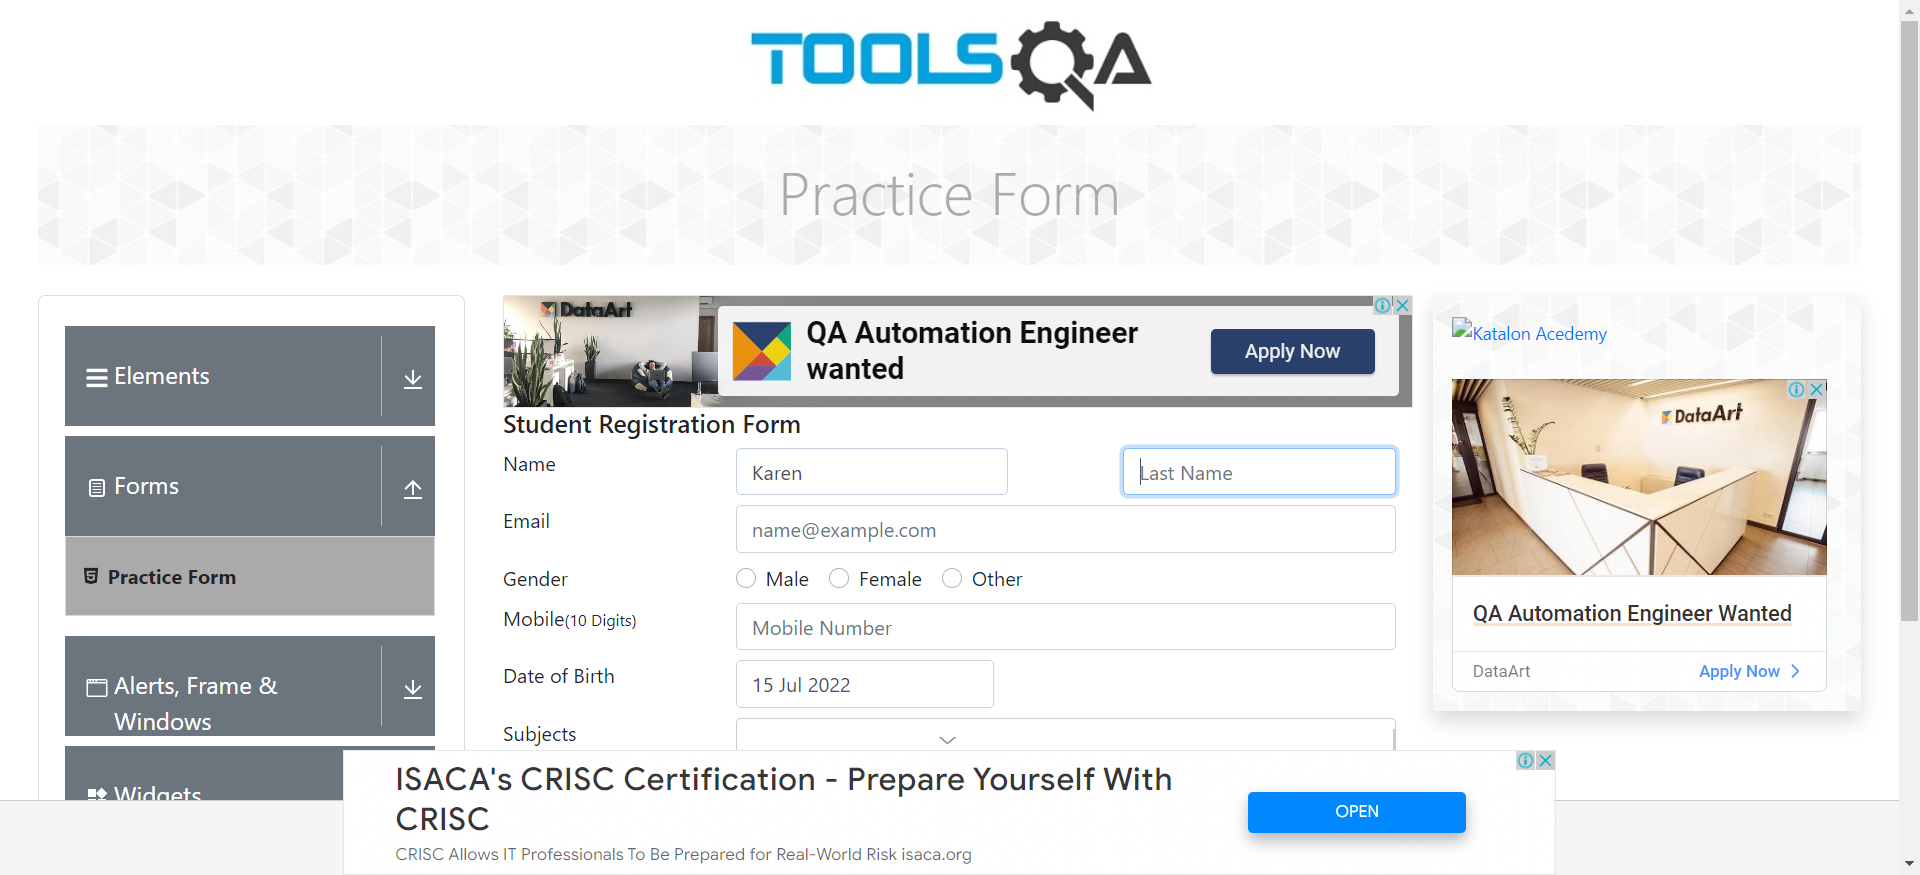 TOOLSQA
Practice Form
Elements
Forms
Practice Form
Alerts, Frame &
Windows
Widgets
DataArt
QA Automation Engineer
wanted
Apply Now
Student Registration Form
Name
Karen
Last Name
Email
name@example.com
Gender
Male
Female
Other
Mobile(10 Digits)
Mobile Number
Date of Birth
15 Jul 2022
Subjects
Katalon Acedemy
DataArt
QA Automation Engineer Wanted
DataArt
Apply Now
ISACA's CRISC Certification - Prepare Yourself With
CRISC
CRISC Allows IT Professionals To Be Prepared for Real-World Risk isaca.org
OPEN